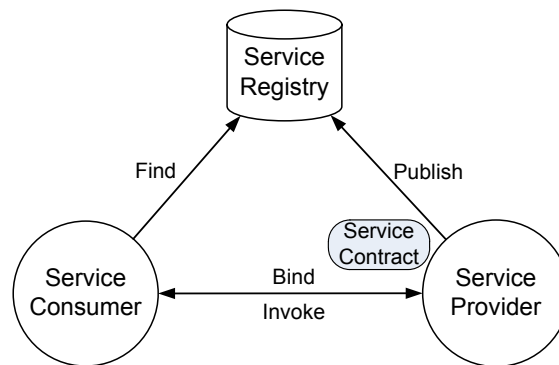 Service
Registry
Find
Publish
Service
Contract
Service
Consumer
Bind
Invoke
Service
Provider